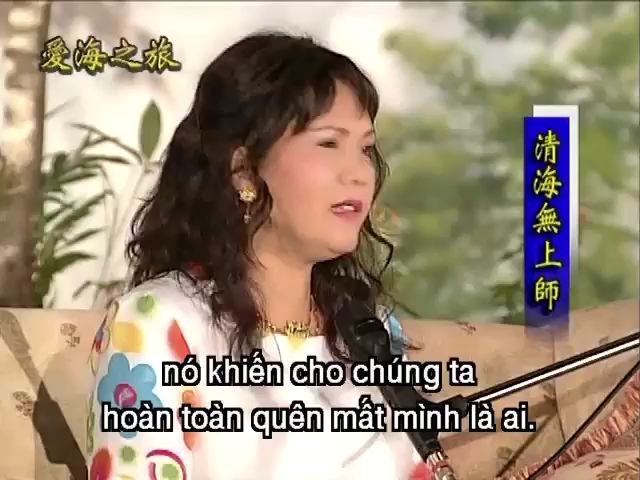 愛海之旅
清海無上師
nó khiến cho chúng ta
hoàn toàn quên mất mình là ai.